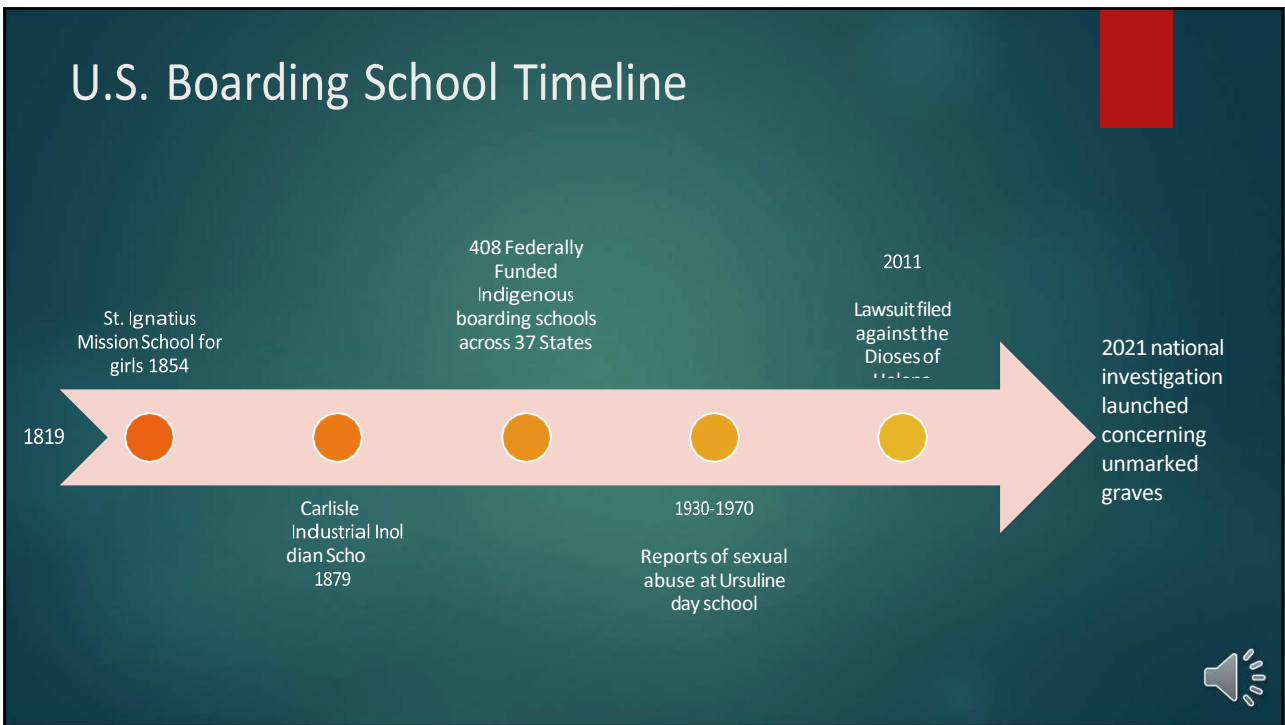 U.S. Boarding School Timeline
1819
St. Ignatius
Mission School for
girls 1854
Carlisle
Industrial Inol
dian Scho
1879
408 Federally
Funded
Indigenous
boarding schools
across 37 States
1930-1970
Reports of sexual
abuse at Ursuline
day school
2011
Lawsuit filed
against the
Dioses of
2021 national
investigation
launched
concerning
unmarked
graves